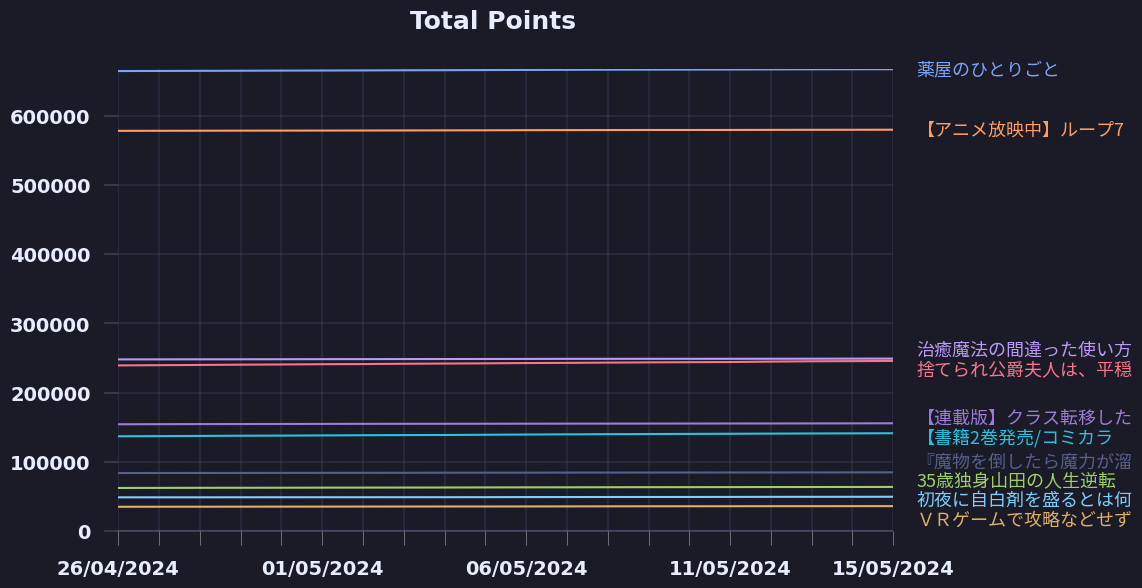 Total Points
薬屋のひとりごと
600000
【アニメ放映中】ループ7
500000
400000
300000
治癒魔法の間違った使い方
捨てられ公爵夫人は、平穏
200000
【連載版】クラス転移した
【書籍2巻発売/コミカラ
100000
『魔物を倒したら魔力が溜
35歳独身山田の人生逆転
初夜に自白剤を盛るとは何
ＶＲゲームで攻略などせず
0
26/04/2024 01/05/2024 06/05/2024 11/05/2024 15/05/2024